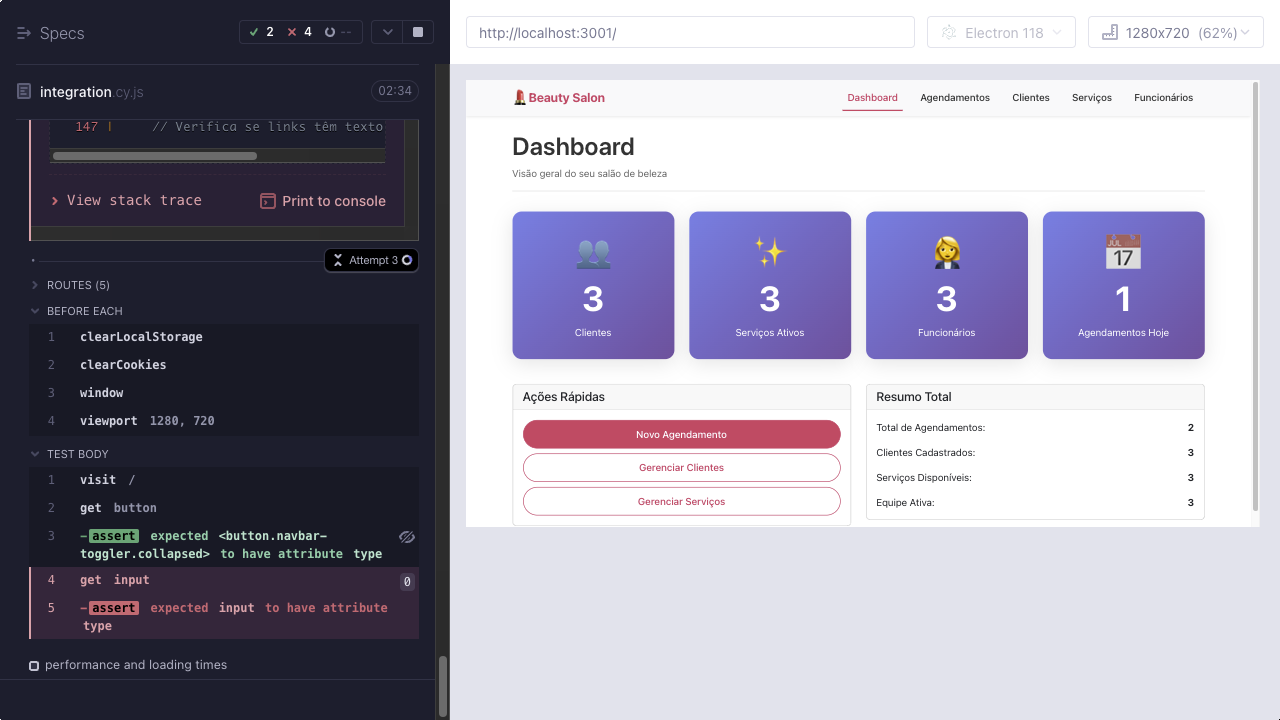 Specs
2
4
--
integration.cy.js
02:34
147 | // Verifica se links têm texto
View stack trace
Print to console
Attempt 3
ROUTES (5)
BEFORE EACH
1 clearLocalStorage
2 clearCookies
3 window
4 viewport 1280, 720
TEST BODY
1 visit /
2 get button
3 -assert expected <button.navbar-
toggler.collapsed> to have attribute type
4 get input 0
5 -assert expected input to have attribute
type
performance and loading times
http://localhost:3001/
Electron 118
1280x720 (62%)
Beauty Salon
Dashboard
Agendamentos
Clientes
Serviços
Funcionários
Dashboard
Visão geral do seu salão de beleza
3
Clientes
3
Serviços Ativos
3
Funcionários
JUL
17
1
Agendamentos Hoje
Ações Rápidas
Novo Agendamento
Gerenciar Clientes
Gerenciar Serviços
Resumo Total
Total de Agendamentos: 2
Clientes Cadastrados: 3
Serviços Disponíveis: 3
Equipe Ativa: 3